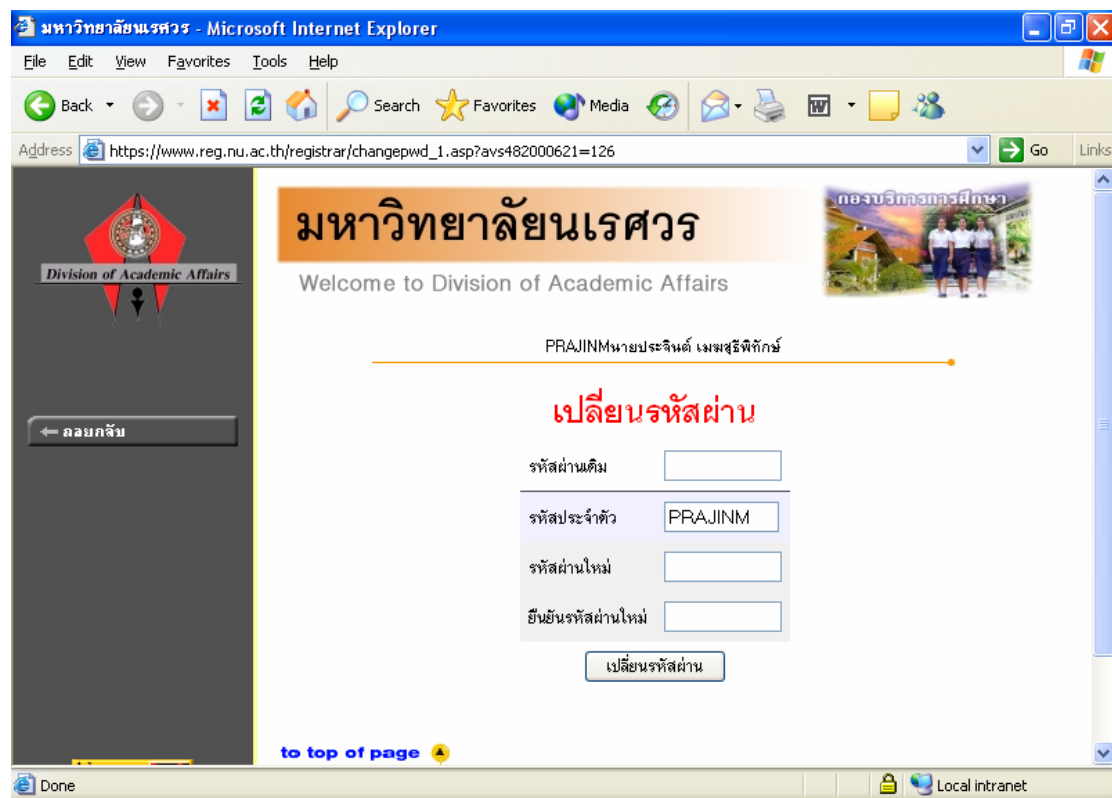 มหาวิทยาลัยนเรศวร - Microsoft Internet Explorer
File Edit View Favorites Tools Help
Back Search Favorites Media
Address https://www.reg.nu.ac.th/registrar/changepwd_1.asp?avs482000621=126 Go Links
Division of Academic Affairs
มหาวิทยาลัยนเรศวร
กองบริการการศึกษา
Welcome to Division of Academic Affairs
PRAJINMนายประจินต์ เมฆสุธีพิทักษ์
เปลี่ยนรหัสผ่าน
ถอยกลับ
รหัสผ่านเดิม
รหัสประจำตัว PRAJINM
รหัสผ่านใหม่
ยืนยันรหัสผ่านใหม่
เปลี่ยนรหัสผ่าน
to top of page
Done Local intranet